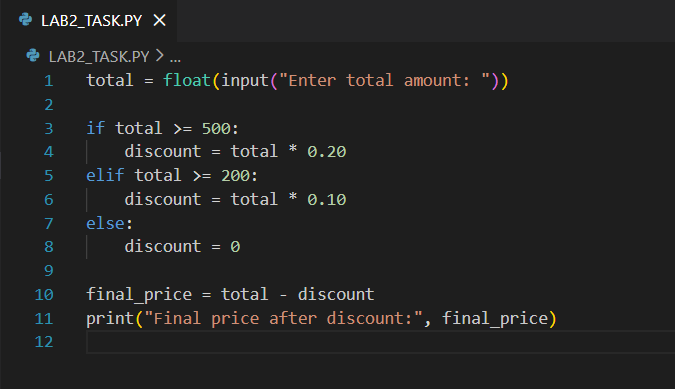 LAB2_TASK.PY ×
LAB2_TASK.PY > ...
1 total = float(input("Enter total amount: "))
2
3 if total >= 500:
4     discount = total * 0.20
5 elif total >= 200:
6     discount = total * 0.10
7 else:
8     discount = 0
9
10 final_price = total - discount
11 print("Final price after discount:", final_price)
12